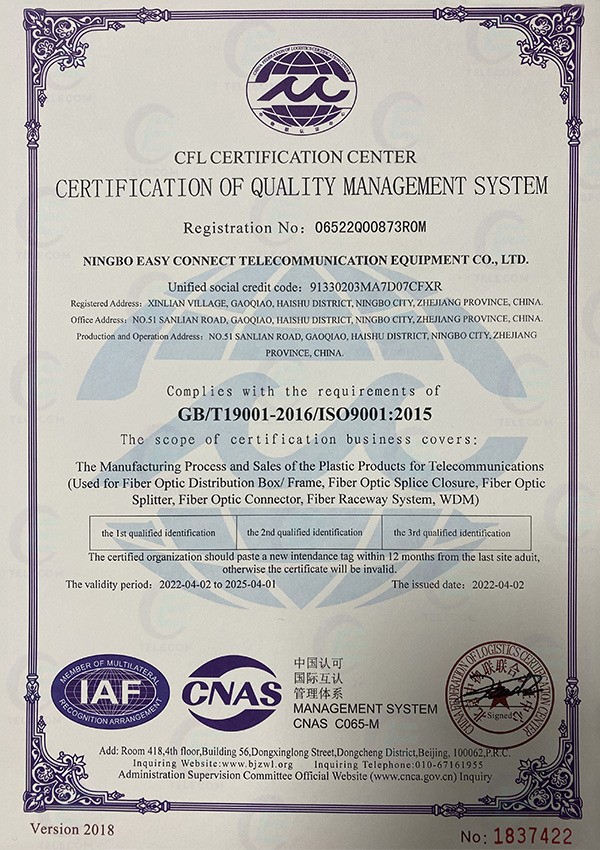 CFL CERTIFICATION CENTER
CERTIFICATION OF QUALITY MANAGEMENT SYSTEM
Registration No: 06522Q00873R0M
NINGBO EASY CONNECT TELECOMMUNICATION EQUIPMENT CO., LTD.
Unified social credit code: 91330203MA7D07CFXR
Registered Address: XINLIAN VILLAGE, GAOQIAO, HAISHU DISTRICT, NINGBO CITY, ZHEJIANG PROVINCE, CHINA.
Office Address: NO.51 SANLIAN ROAD, GAOQIAO, HAISHU DISTRICT, NINGBO CITY, ZHEJIANG PROVINCE, CHINA.
Production and Operation Address: NO.51 SANLIAN ROAD, GAOQIAO, HAISHU DISTRICT, NINGBO CITY, ZHEJIANG
PROVINCE, CHINA.
Complies with the requirements of
GB/T19001-2016/ISO9001:2015
The scope of certification business covers:
The Manufacturing Process and Sales of the Plastic Products for Telecommunications
(Used for Fiber Optic Distribution Box/ Frame, Fiber Optic Splice Closure, Fiber Optic
Splitter, Fiber Optic Connector, Fiber Raceway System, WDM)
the 1st qualified identification the 2nd qualified identification the 3rd qualified identification
The certified organization should paste a new intendance tag within 12 months from the last site aduit,
otherwise the certificate will be invalid.
The validity period: 2022-04-02 to 2025-04-01 The issued date: 2022-04-02
MEMBER OF MULTILATERAL
IAF
RECOGNITION ARRANGEMENT
CNAS
中国认可
国际互认
管理体系
MANAGEMENT SYSTEM
CNAS C065-M
CHINA FEDERATION OF LOGISTICS CERTIFICATION CENTER
Signed
Add: Room 418,4th floor,Building 56,Dongxinglong Street,Dongcheng District,Beijing, 100062,P.R.C.
Inquiring Website:www.bjzwl.org Inquiring Telephone:010-67161955
Administration Supervision Committee Official Website (www.cnca.gov.cn) Inquiry
Version 2018
No: 1837422